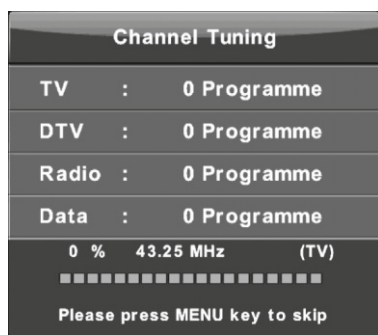 Channel Tuning
TV : 0 Programme
DTV : 0 Programme
Radio : 0 Programme
Data : 0 Programme
0 % 43.25 MHz (TV)
Please press MENU key to skip